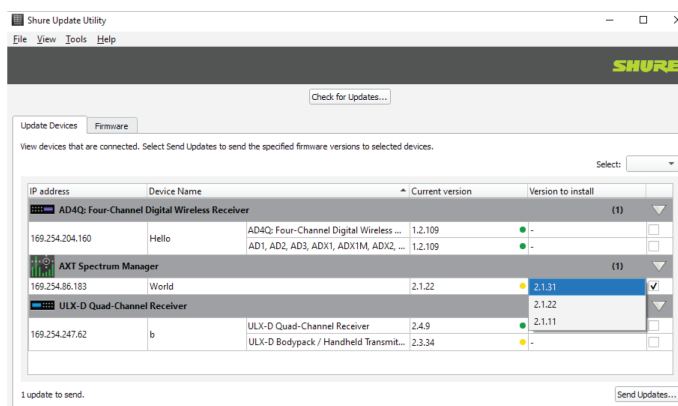 Shure Update Utility
File View Tools Help
SHURE
Check for Updates...
Update Devices Firmware
View devices that are connected. Select Send Updates to send the specified firmware versions to selected devices.
Select:
IP address Device Name Current version Version to install
AD4Q: Four-Channel Digital Wireless Receiver (1)
169.254.204.160 Hello AD4Q: Four-Channel Digital Wireless ... 1.2.109 -
AD1, AD2, AD3, ADX1, ADX1M, ADX2, ... 1.2.109 -
AXT Spectrum Manager (1)
169.254.86.183 World 2.1.22 2.1.31
2.1.22
2.1.11
ULX-D Quad-Channel Receiver
169.254.247.62 b ULX-D Quad-Channel Receiver 2.4.9
ULX-D Bodypack / Handheld Transmit... 2.3.34 -
1 update to send.
Send Updates...